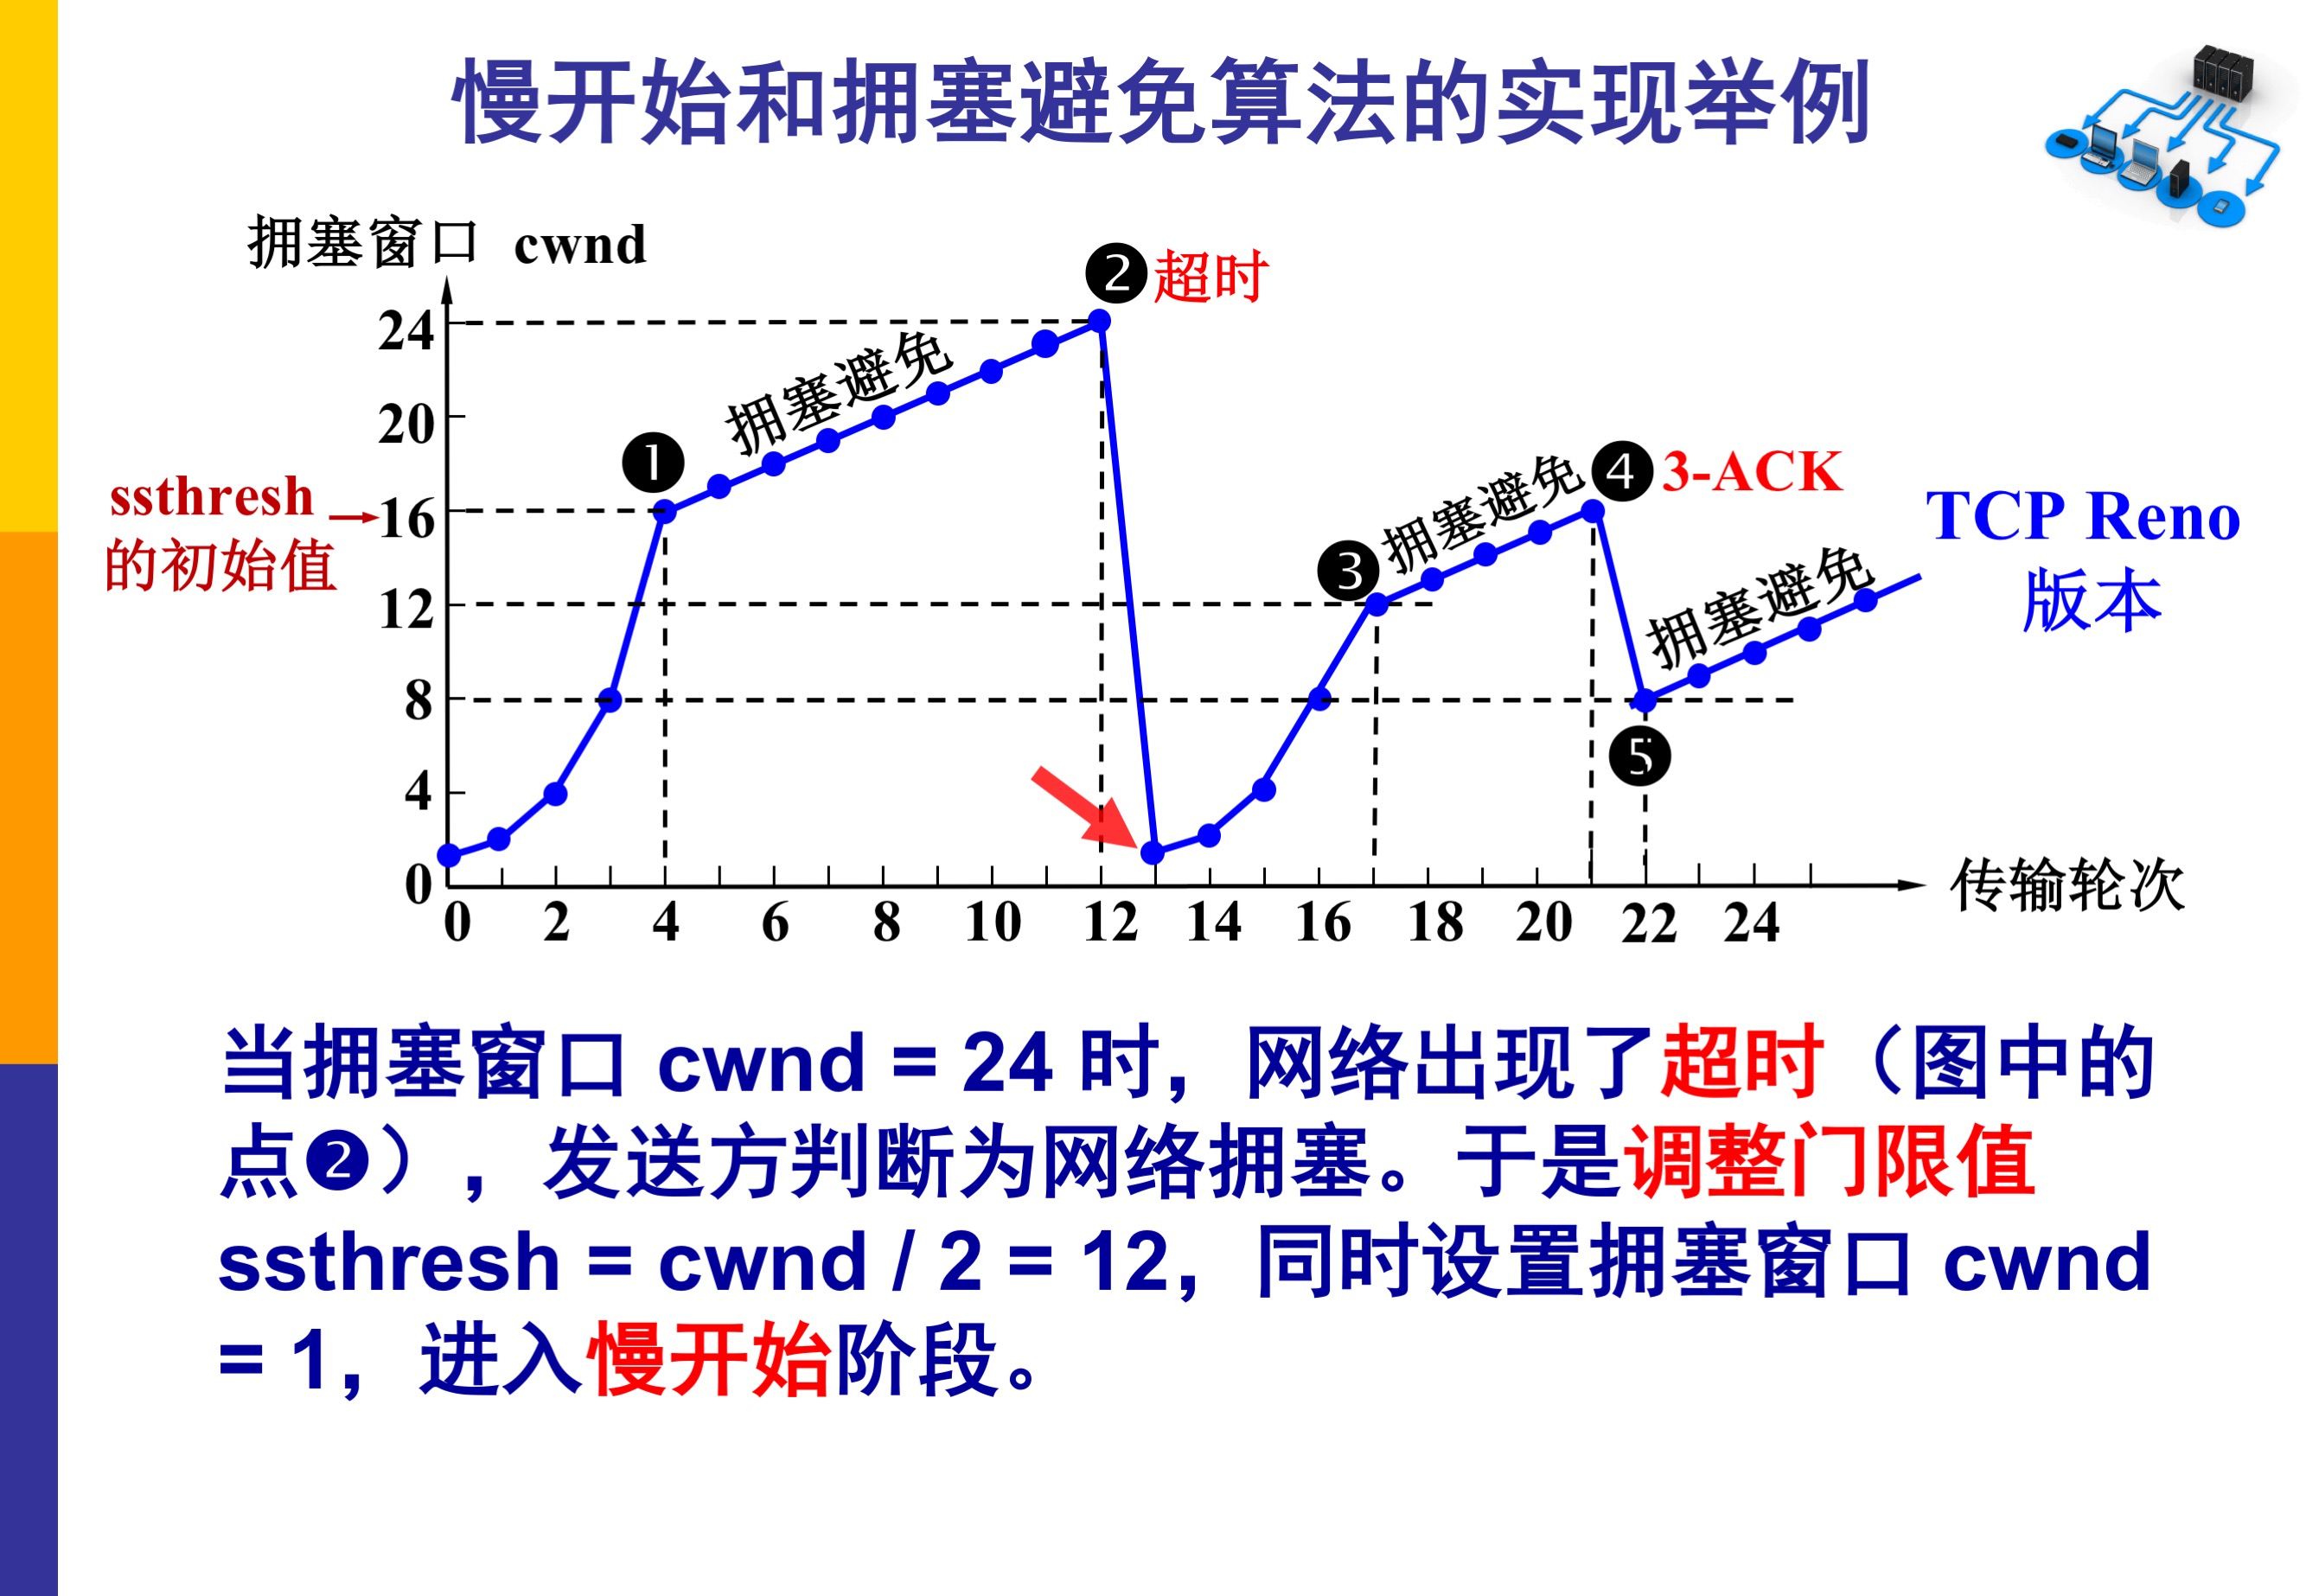 慢开始和拥塞避免算法的实现举例
拥塞窗口 cwnd
❷超时
24
拥塞避免
20
❶
❹ 3-ACK
ssthresh
的初始值
16
拥塞避免
TCP Reno
版本
❸
12
拥塞避免
8
❺
4
0
0 2 4 6 8 10 12 14 16 18 20 22 24
传输轮次
当拥塞窗口 cwnd = 24 时，网络出现了超时（图中的
点❷），发送方判断为网络拥塞。于是调整门限值
ssthresh = cwnd / 2 = 12，同时设置拥塞窗口 cwnd
= 1，进入慢开始阶段。